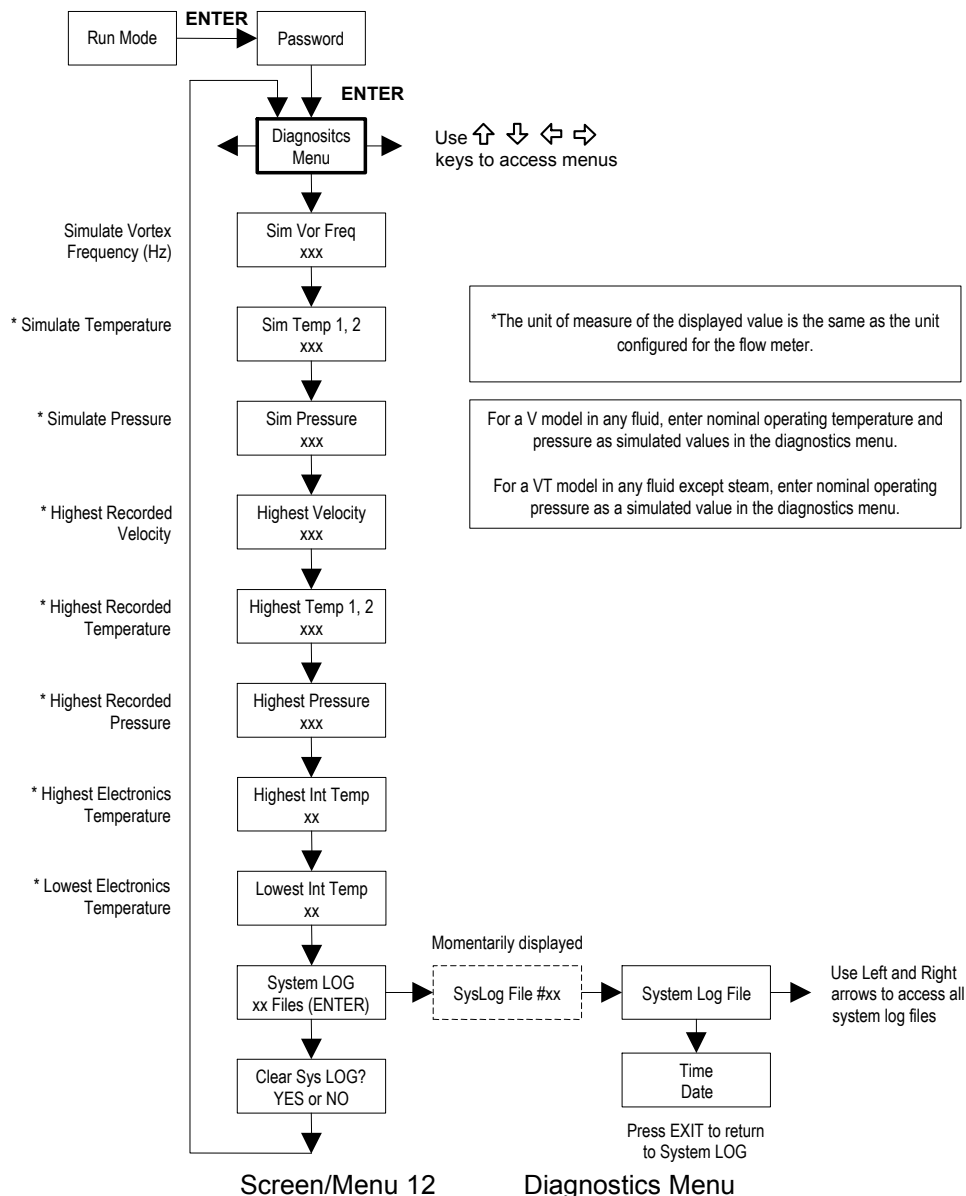 Run Mode
ENTER
Password
ENTER
Diagnositcs
Menu
Use ⇧ ⇩ ⇦ ⇨
keys to access menus
Simulate Vortex
Frequency (Hz)
Sim Vor Freq
xxx
* Simulate Temperature
Sim Temp 1, 2
xxx
*The unit of measure of the displayed value is the same as the unit
configured for the flow meter.
* Simulate Pressure
Sim Pressure
xxx
For a V model in any fluid, enter nominal operating temperature and
pressure as simulated values in the diagnostics menu.
For a VT model in any fluid except steam, enter nominal operating
pressure as a simulated value in the diagnostics menu.
* Highest Recorded
Velocity
Highest Velocity
xxx
* Highest Recorded
Temperature
Highest Temp 1, 2
xxx
* Highest Recorded
Pressure
Highest Pressure
xxx
* Highest Electronics
Temperature
Highest Int Temp
xx
* Lowest Electronics
Temperature
Lowest Int Temp
xx
System LOG
xx Files (ENTER)
Momentarily displayed
SysLog File #xx
System Log File
Use Left and Right
arrows to access all
system log files
Clear Sys LOG?
YES or NO
Time
Date
Press EXIT to return
to System LOG
Screen/Menu 12 Diagnostics Menu